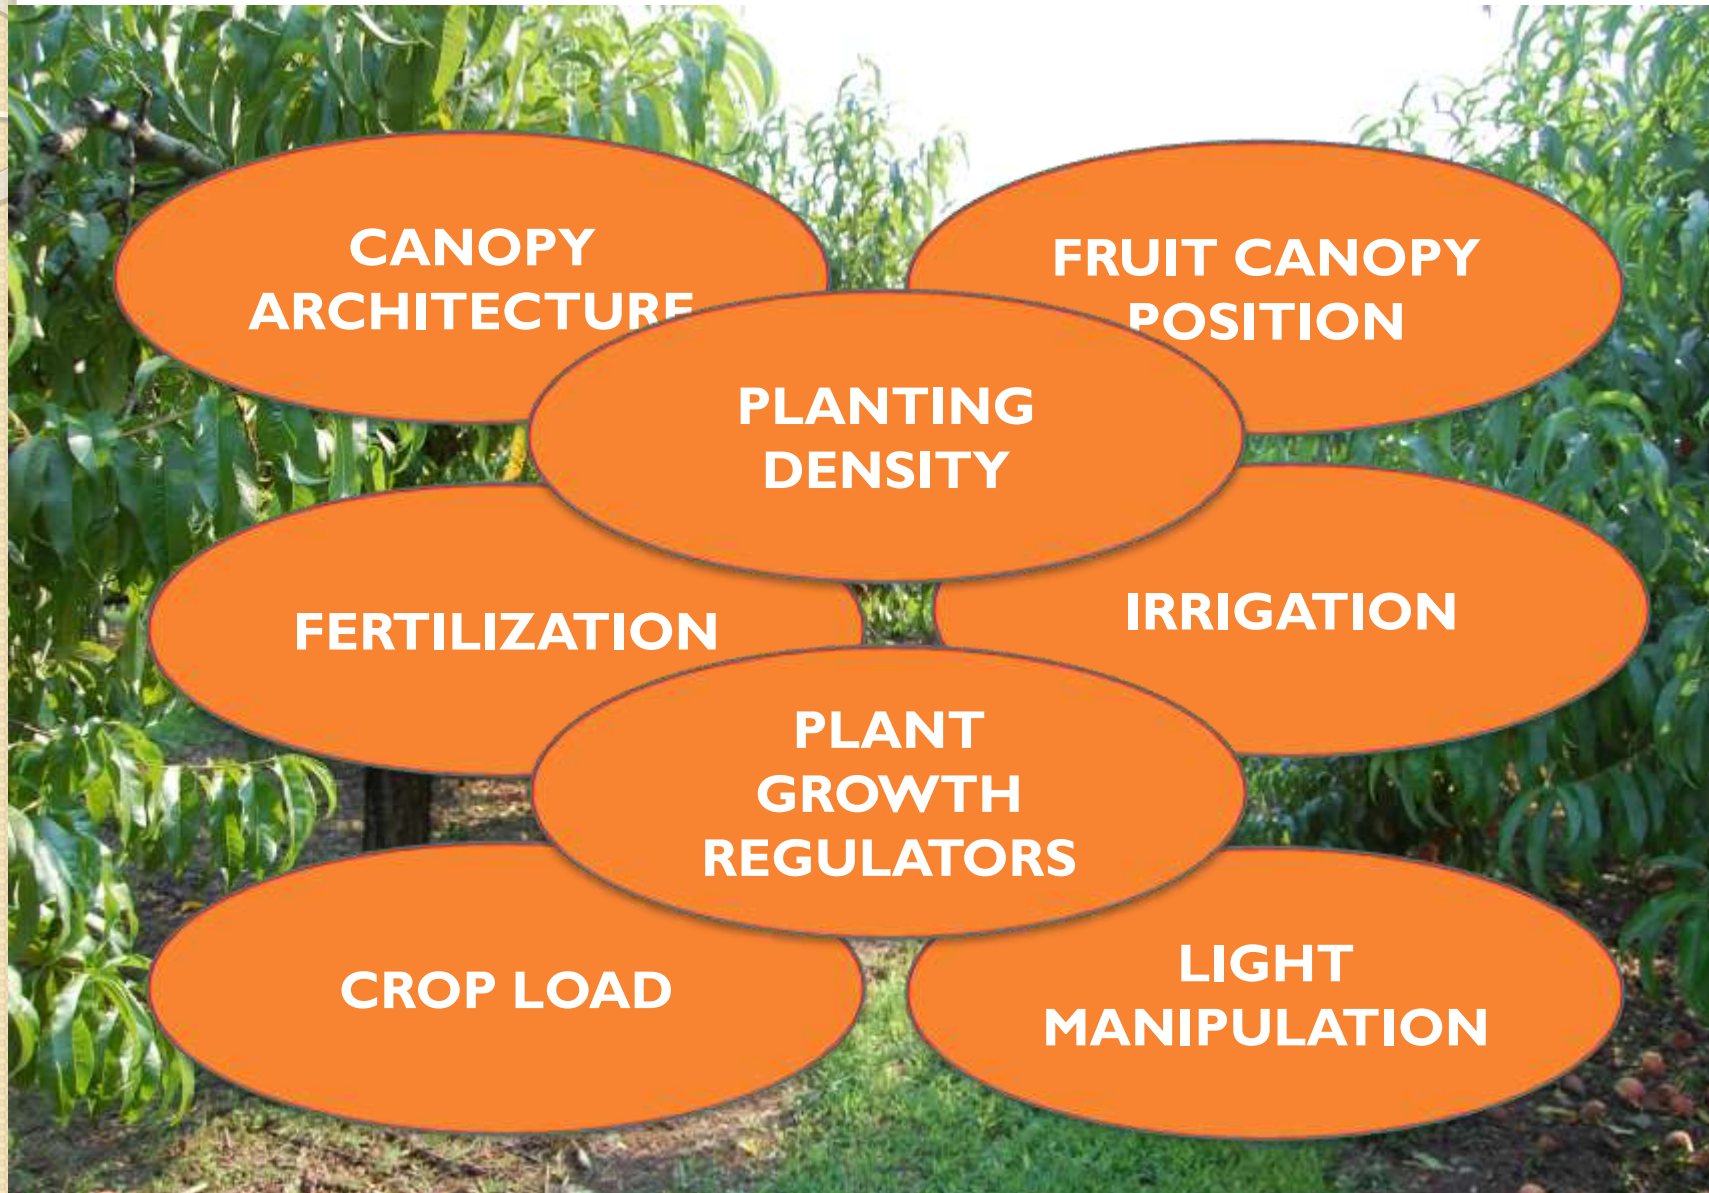 CANOPY
ARCHITECTURE
FRUIT CANOPY
POSITION
PLANTING
DENSITY
FERTILIZATION
IRRIGATION
PLANT
GROWTH
REGULATORS
CROP LOAD
LIGHT
MANIPULATION